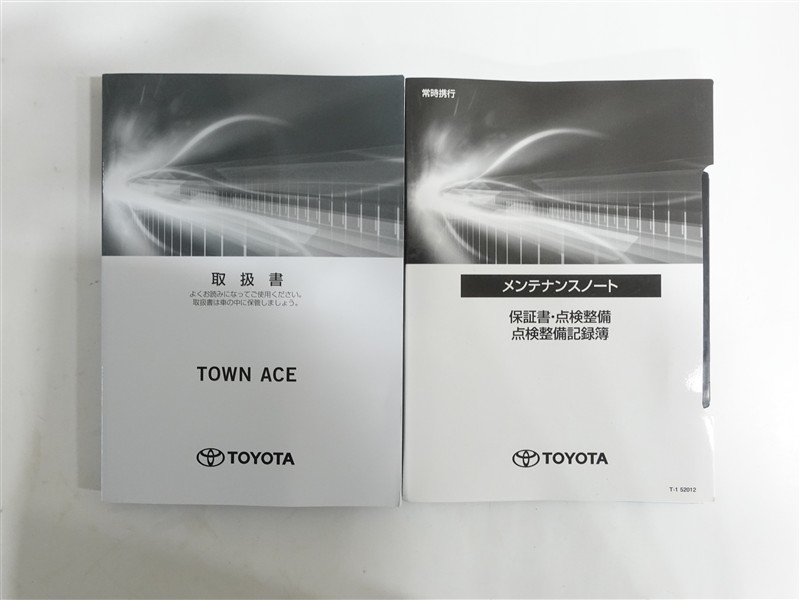 取扱書
よくお読みになってご使用ください。
取扱書は車の中に保管しましょう。
TOWN ACE
TOYOTA
常時携行
メンテナンスノート
保証書・点検整備
点検整備記録簿
TOYOTA
T-1 52012